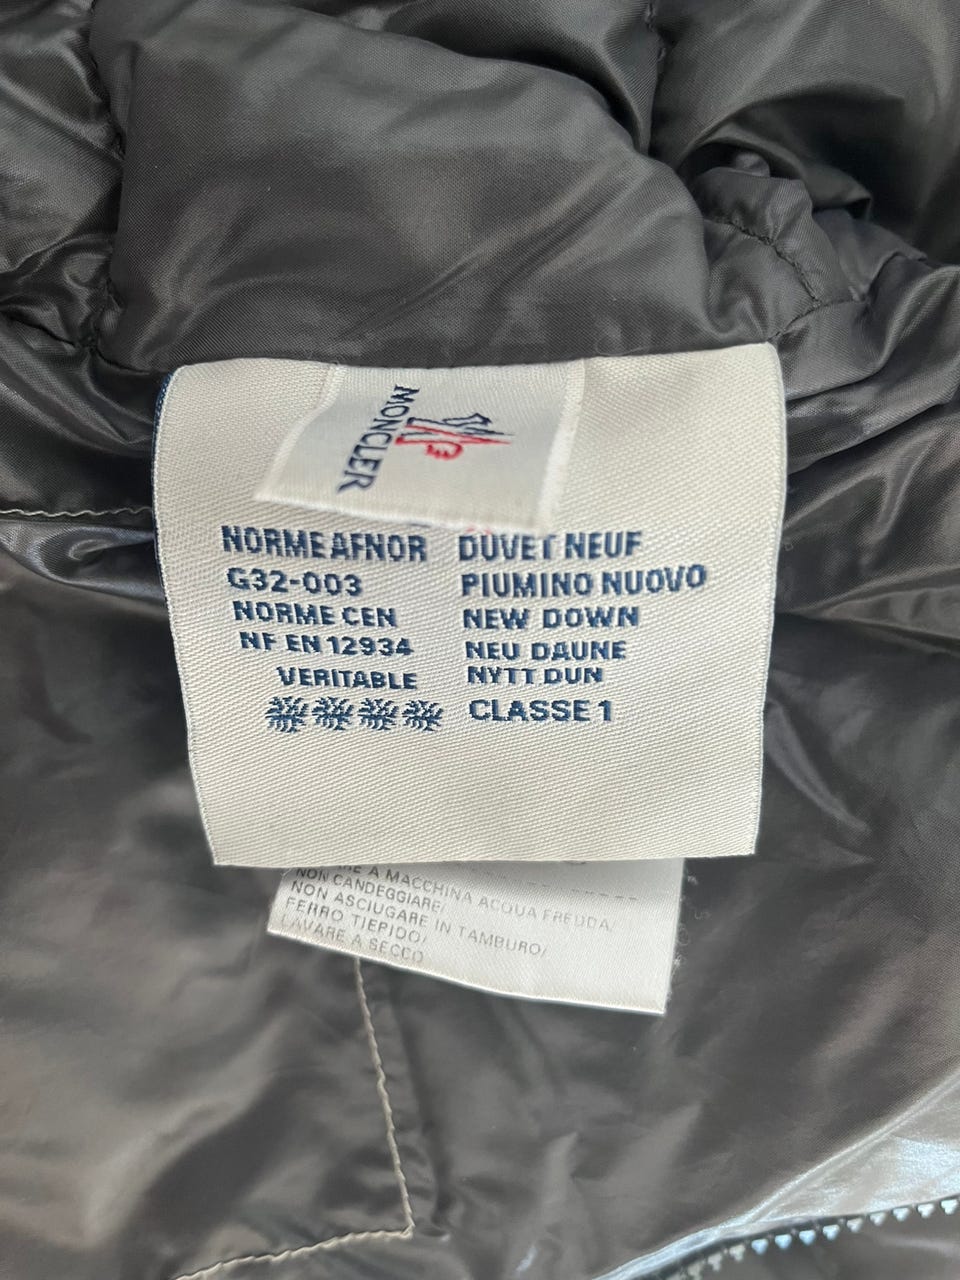 MONCLER
NORME AFNOR DUVET NEUF
G32-003 PIUMINO NUOVO
NORME CEN NEW DOWN
NF EN 12934 NEU DAUNE
VERITABLE NYTT DUN
CLASSE 1
A MACCHINA ACQUA FREDDA,
NON CANDEGGIARE/
NON ASCIUGARE IN TAMBURO/
FERRO TIEPIDO/
LAVARE A SECCO